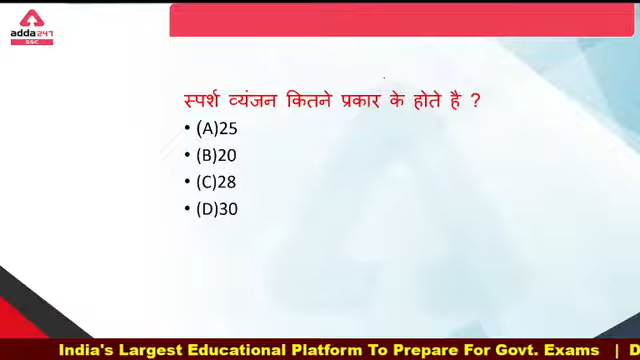 adda247
SSC
स्पर्श व्यंजन कितने प्रकार के होते है ?
• (A)25
• (B)20
• (C)28
• (D)30
India's Largest Educational Platform To Prepare For Govt. Exams | D